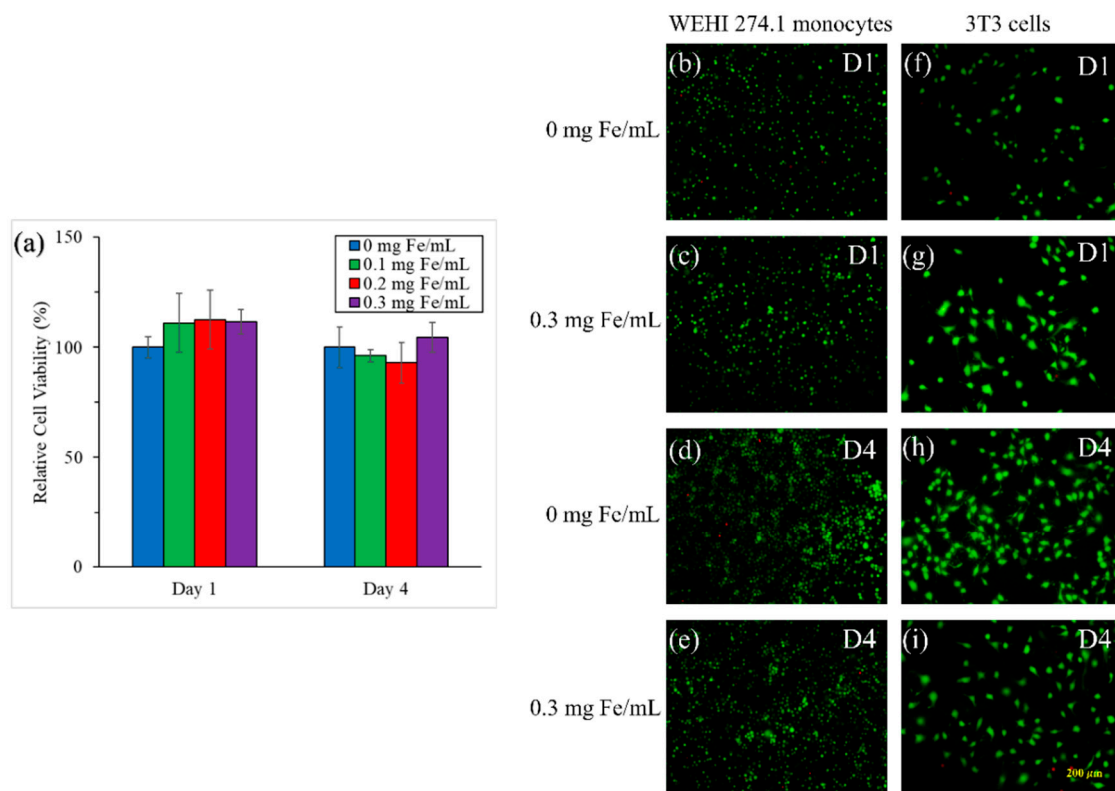 WEHI 274.1 monocytes
3T3 cells
0 mg Fe/mL
(b)
D1
(f)
D1
0.3 mg Fe/mL
(c)
D1
(g)
D1
0 mg Fe/mL
(d)
D4
(h)
D4
0.3 mg Fe/mL
(e)
D4
(i)
D4
200 µm
(a)
Relative Cell Viability (%)
150
100
50
0
0 mg Fe/mL
0.1 mg Fe/mL
0.2 mg Fe/mL
0.3 mg Fe/mL
Day 1
Day 4